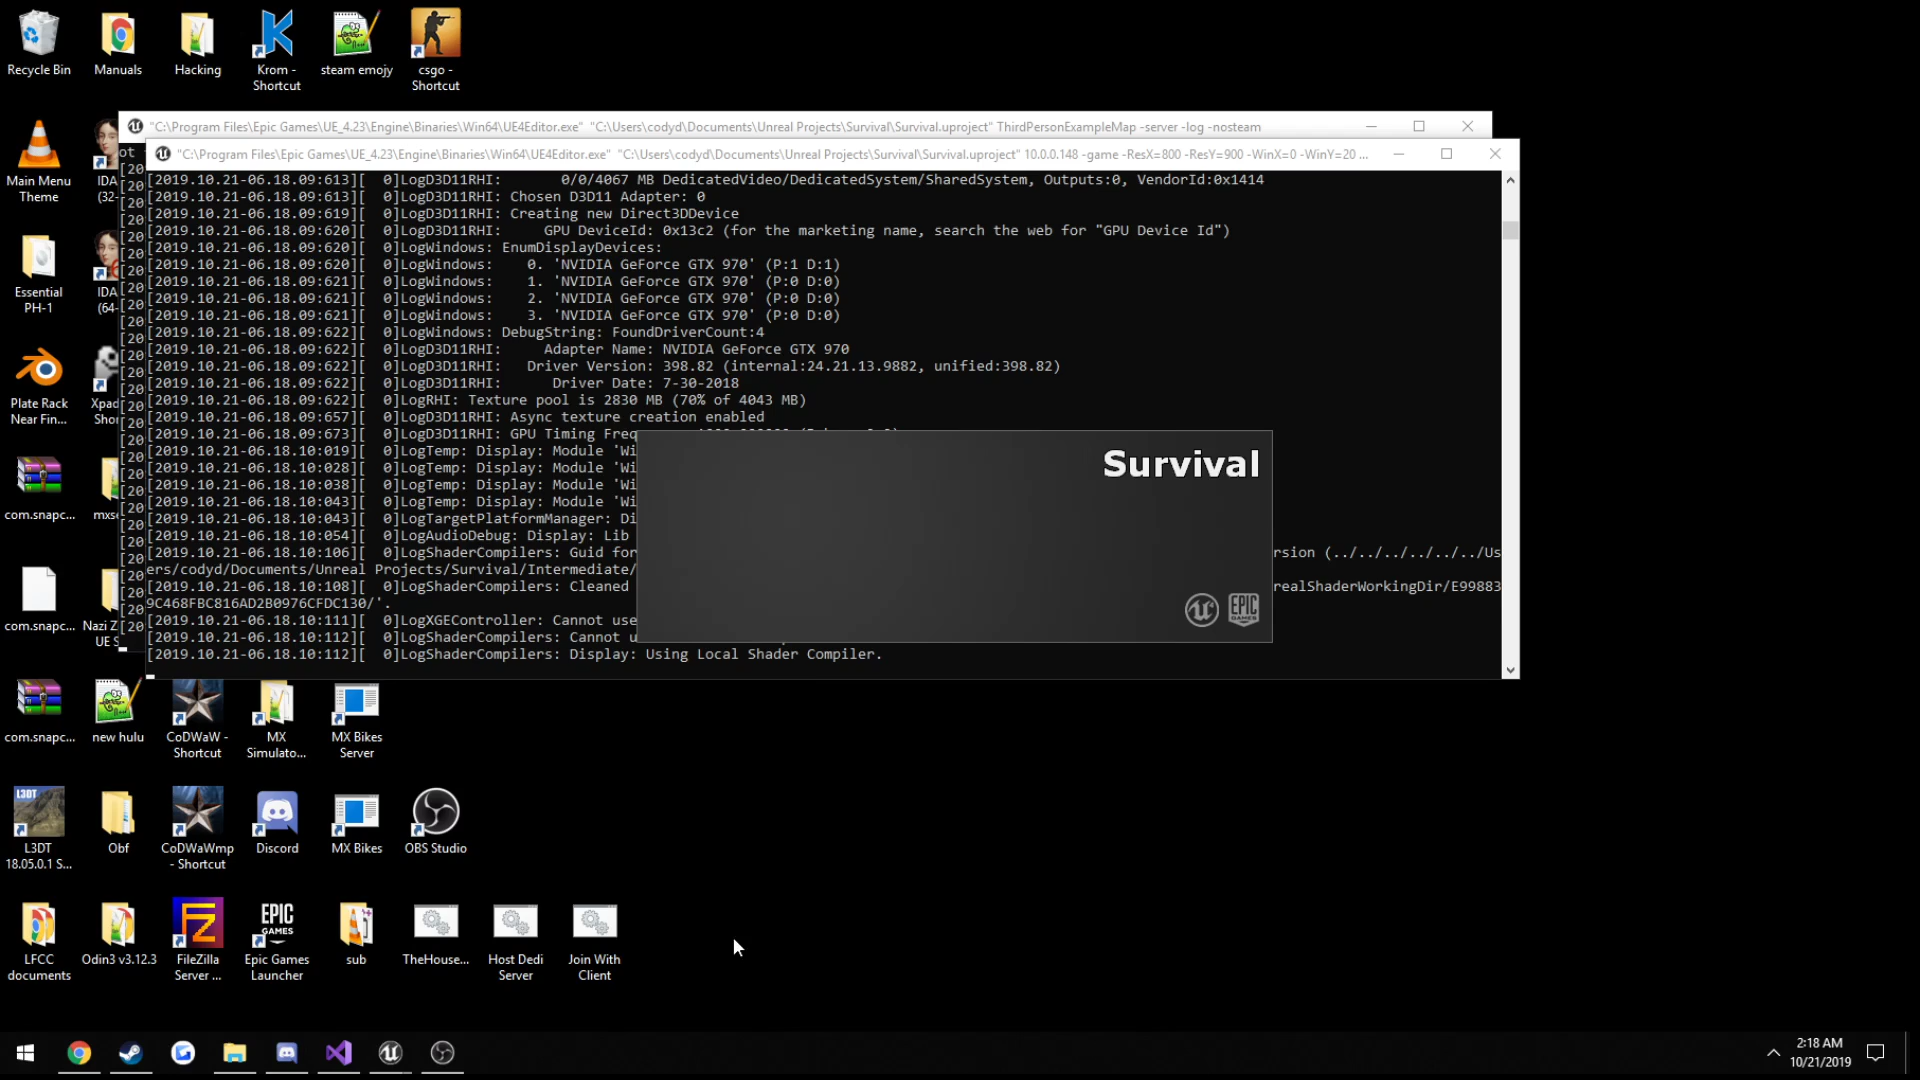 Recycle Bin
Manuals
Hacking
Krom -
Shortcut
steam emojy
csgo -
Shortcut
"C:\Program Files\Epic Games\UE_4.23\Engine\Binaries\Win64\UE4Editor.exe" "C:\Users\codyd\Documents\Unreal Projects\Survival\Survival.uproject" ThirdPersonExampleMap -server -log -nosteam
"C:\Program Files\Epic Games\UE_4.23\Engine\Binaries\Win64\UE4Editor.exe" "C:\Users\codyd\Documents\Unreal Projects\Survival\Survival.uproject" 10.0.0.148 -game -ResX=800 -ResY=900 -WinX=0 -WinY=20 ...
[2019.10.21-06.18.09:613][  0]LogD3D11RHI:       0/0/4067 MB DedicatedVideo/DedicatedSystem/SharedSystem, Outputs:0, VendorId:0x1414
[2019.10.21-06.18.09:613][  0]LogD3D11RHI: Chosen D3D11 Adapter: 0
[2019.10.21-06.18.09:619][  0]LogD3D11RHI: Creating new Direct3DDevice
[2019.10.21-06.18.09:620][  0]LogD3D11RHI:     GPU DeviceId: 0x13c2 (for the marketing name, search the web for "GPU Device Id")
[2019.10.21-06.18.09:620][  0]LogWindows: EnumDisplayDevices:
[2019.10.21-06.18.09:620][  0]LogWindows:    0. 'NVIDIA GeForce GTX 970' (P:1 D:1)
[2019.10.21-06.18.09:621][  0]LogWindows:    1. 'NVIDIA GeForce GTX 970' (P:0 D:0)
[2019.10.21-06.18.09:621][  0]LogWindows:    2. 'NVIDIA GeForce GTX 970' (P:0 D:0)
[2019.10.21-06.18.09:621][  0]LogWindows:    3. 'NVIDIA GeForce GTX 970' (P:0 D:0)
[2019.10.21-06.18.09:622][  0]LogWindows: DebugString: FoundDriverCount:4
[2019.10.21-06.18.09:622][  0]LogD3D11RHI:     Adapter Name: NVIDIA GeForce GTX 970
[2019.10.21-06.18.09:622][  0]LogD3D11RHI:   Driver Version: 398.82 (internal:24.21.13.9882, unified:398.82)
[2019.10.21-06.18.09:622][  0]LogD3D11RHI:      Driver Date: 7-30-2018
[2019.10.21-06.18.09:622][  0]LogRHI: Texture pool is 2830 MB (70% of 4043 MB)
[2019.10.21-06.18.09:657][  0]LogD3D11RHI: Async texture creation enabled
[2019.10.21-06.18.09:673][  0]LogD3D11RHI: GPU Timing Freq
[2019.10.21-06.18.10:019][  0]LogTemp: Display: Module 'Wi
[2019.10.21-06.18.10:028][  0]LogTemp: Display: Module 'Wi
[2019.10.21-06.18.10:038][  0]LogTemp: Display: Module 'Wi
[2019.10.21-06.18.10:043][  0]LogTemp: Display: Module 'Wi
[2019.10.21-06.18.10:043][  0]LogTargetPlatformManager: Di
[2019.10.21-06.18.10:054][  0]LogAudioDebug: Display: Lib
[2019.10.21-06.18.10:106][  0]LogShaderCompilers: Guid for rsion (../../../../../../Us
ers/codyd/Documents/Unreal Projects/Survival/Intermediate/
[2019.10.21-06.18.10:108][  0]LogShaderCompilers: Cleaned realShaderWorkingDir/E99883
9C468FBC816AD2B0976CFDC130/'.
[2019.10.21-06.18.10:111][  0]LogXGEController: Cannot use
[2019.10.21-06.18.10:112][  0]LogShaderCompilers: Cannot u
[2019.10.21-06.18.10:112][  0]LogShaderCompilers: Display: Using Local Shader Compiler.
Survival
EPIC
GAMES
Main Menu
Theme
IDA
(32-
Essential
PH-1
IDA
(64-
Plate Rack
Near Fin...
Xpad
Shor
com.snapc...
mxs
com.snapc...
Nazi Z
UE S
com.snapc...
new hulu
CoDWaW -
Shortcut
MX
Simulato...
MX Bikes
Server
L3DT
L3DT
18.05.0.1 S...
Obf
CoDWaWmp
- Shortcut
Discord
MX Bikes
OBS Studio
LFCC
documents
Odin3 v3.12.3
FileZilla
Server ...
EPIC
GAMES
Epic Games
Launcher
sub
TheHouse...
Host Dedi
Server
Join With
Client
2:18 AM
10/21/2019